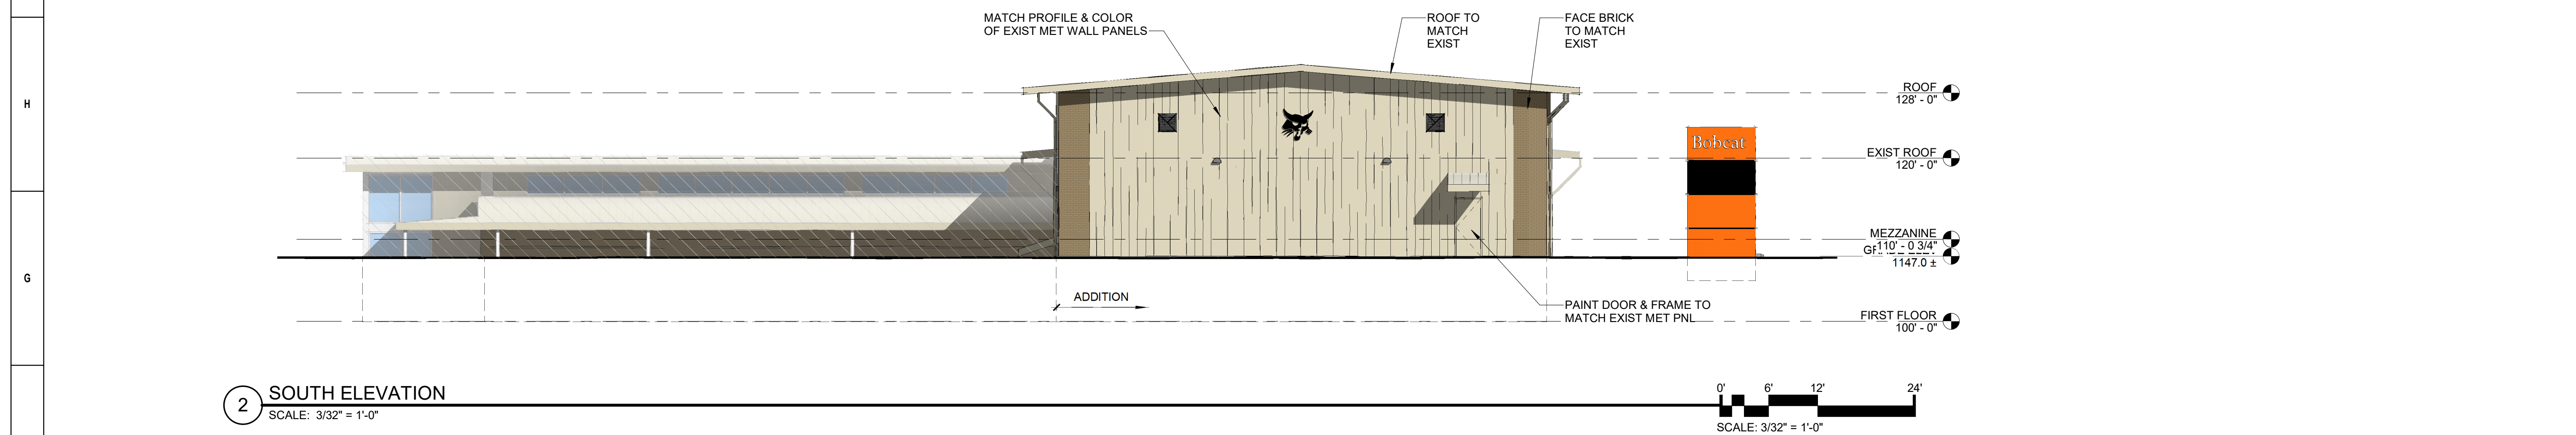 MATCH PROFILE & COLOR
OF EXIST MET WALL PANELS
ROOF TO
MATCH
EXIST
FACE BRICK
TO MATCH
EXIST
H
ROOF
128' - 0"
Bobcat
EXIST ROOF
120' - 0"
MEZZANINE
110' - 0 3/4"
1147.0 ±
G
ADDITION
PAINT DOOR & FRAME TO
MATCH EXIST MET PNL
FIRST FLOOR
100' - 0"
2
SOUTH ELEVATION
SCALE: 3/32" = 1'-0"
0' 6' 12' 24'
SCALE: 3/32" = 1'-0"